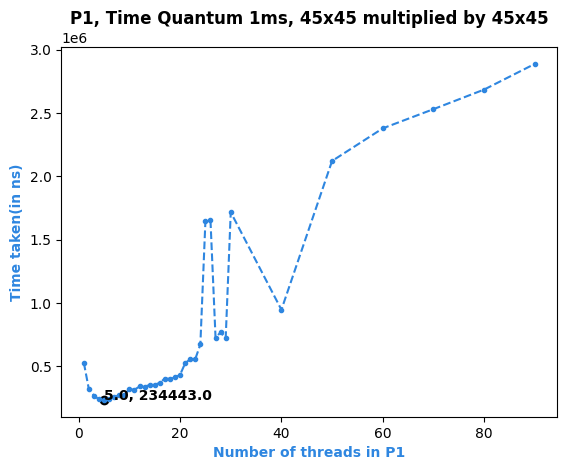 P1, Time Quantum 1ms, 45x45 multiplied by 45x45
1e6
3.0
2.5
2.0
1.5
1.0
0.5
Time taken(in ns)
5.0, 234443.0
0 20 40 60 80
Number of threads in P1